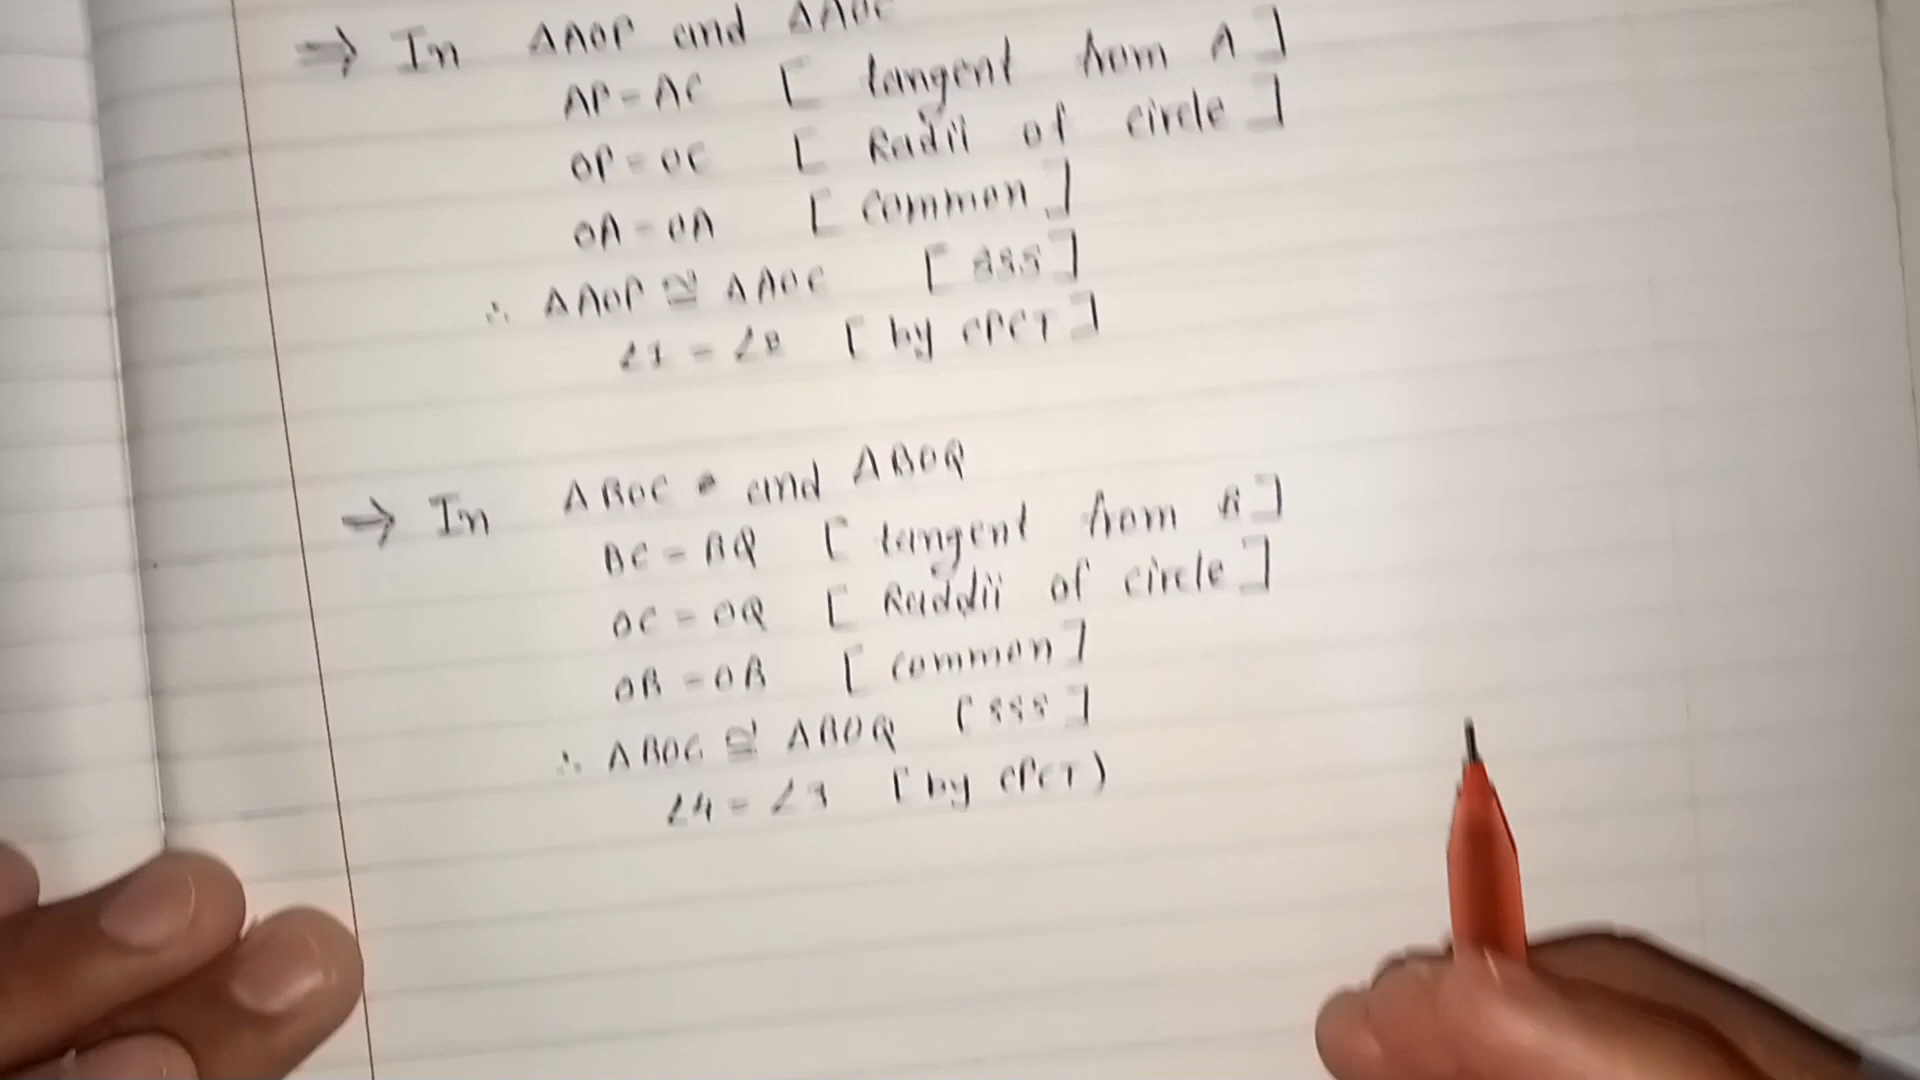 ⇒ In ΔAOP and ΔAOC
AP = AC [ tangent from A ]
OP = OC [ Radii of circle ]
OA = OA [ common ]
∴ ΔAOP ≅ ΔAOC [ SSS ]
∠1 = ∠2 [ by CPCT ]
⇒ In ΔBOC and ΔBOQ
BC = BQ [ tangent from B ]
OC = OQ [ Raddii of circle ]
OB = OB [ common ]
∴ ΔBOC ≅ ΔBOQ [ SSS ]
∠4 = ∠3 [ by CPCT )